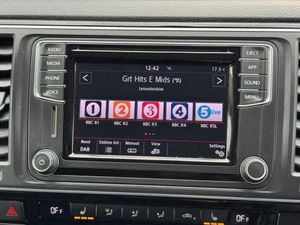 RADIO
MEDIA
PHONE
VOICE
EJECT
APP
SOUND
MENU
12:42
17.5°C
Grt Hits E Mids
Leicestershire
1 2 3 4 5 live
BBC R1 BBC R2 BBC R3 BBC R4 BBC R5L
Band Station list Manual View Settings
DAB
OFF
OFF